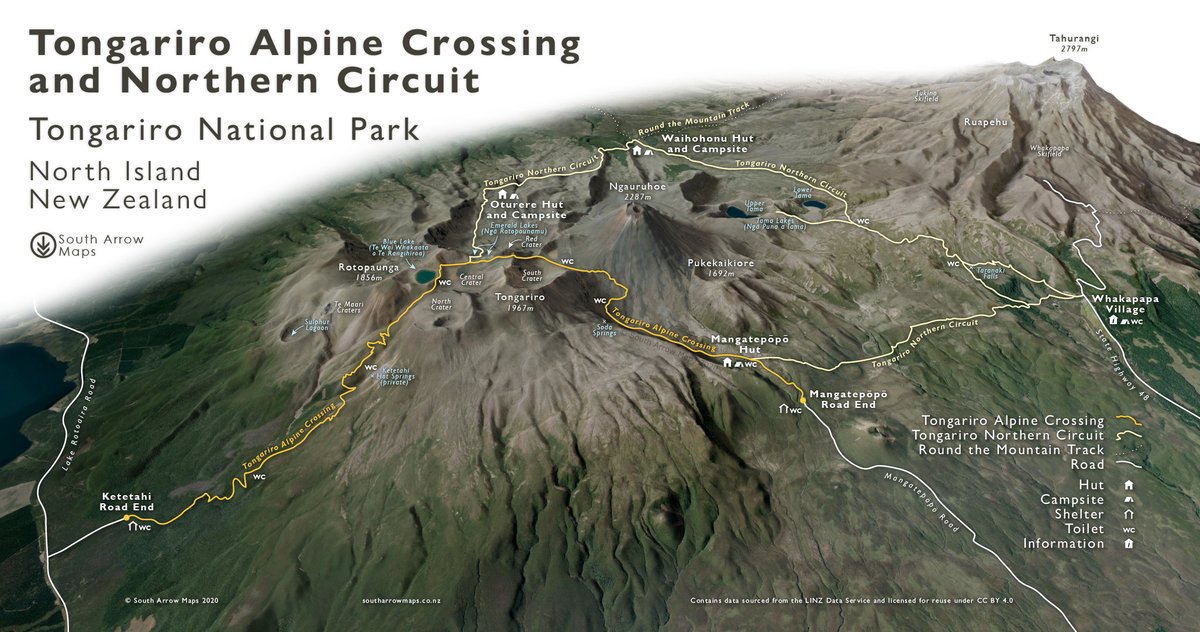 Tongariro Alpine Crossing
and Northern Circuit
Tongariro National Park
North Island
New Zealand
South Arrow
Maps
Tahurangi
2797m
Tukino
Skifield
Ruapehu
Whakapapa
Skifield
Round the Mountain Track
Waihohonu Hut
and Campsite
Tongariro Northern Circuit
Tongariro Northern Circuit
Ngauruhoe
2287m
Oturere Hut
and Campsite
Upper
Tama
Lower
Tama
Tama Lakes
(Ngā Puna a Tama)
WC
Emerald Lakes
(Ngā Rotopounamu)
Red
Crater
Blue Lake
(Te Wai Whakaata
o Te Rangihiroa)
Rotopaunga
1856m
WC
Central
Crater
South
Crater
WC
Pukekaikiore
1692m
WC
Taranaki
Falls
Te Maari
Craters
North
Crater
Tongariro
1967m
WC
Whakapapa
Village
WC
Sulphur
Lagoon
Soda
Springs
Tongariro Alpine Crossing
Mangatepōpō
Hut
WC
Tongariro Northern Circuit
State Highway 48
WC
Ketetahi
Hot Springs
(private)
Mangatepōpō
Road End
WC
Lake Rotoaira Road
Tongariro Alpine Crossing
WC
Ketetahi
Road End
WC
Mangatepōpō Road
Tongariro Alpine Crossing
Tongariro Northern Circuit
Round the Mountain Track
Road
Hut
Campsite
Shelter
Toilet
WC
Information
© South Arrow Maps 2020
southarrowmaps.co.nz
Contains data sourced from the LINZ Data Service and licensed for reuse under CC BY 4.0